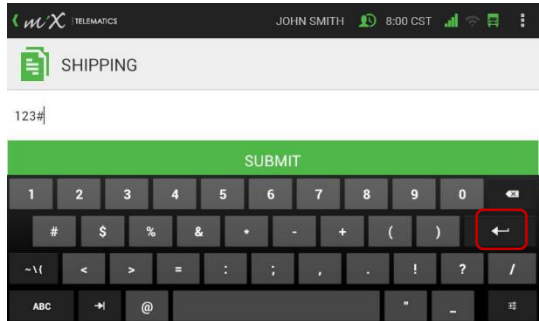 mix TELEMATICS JOHN SMITH 8:00 CST
SHIPPING
123#
SUBMIT
1 2 3 4 5 6 7 8 9 0
# $ % & * - + ( )
~\{ < > = : ; , . ! ? /
ABC @ " _